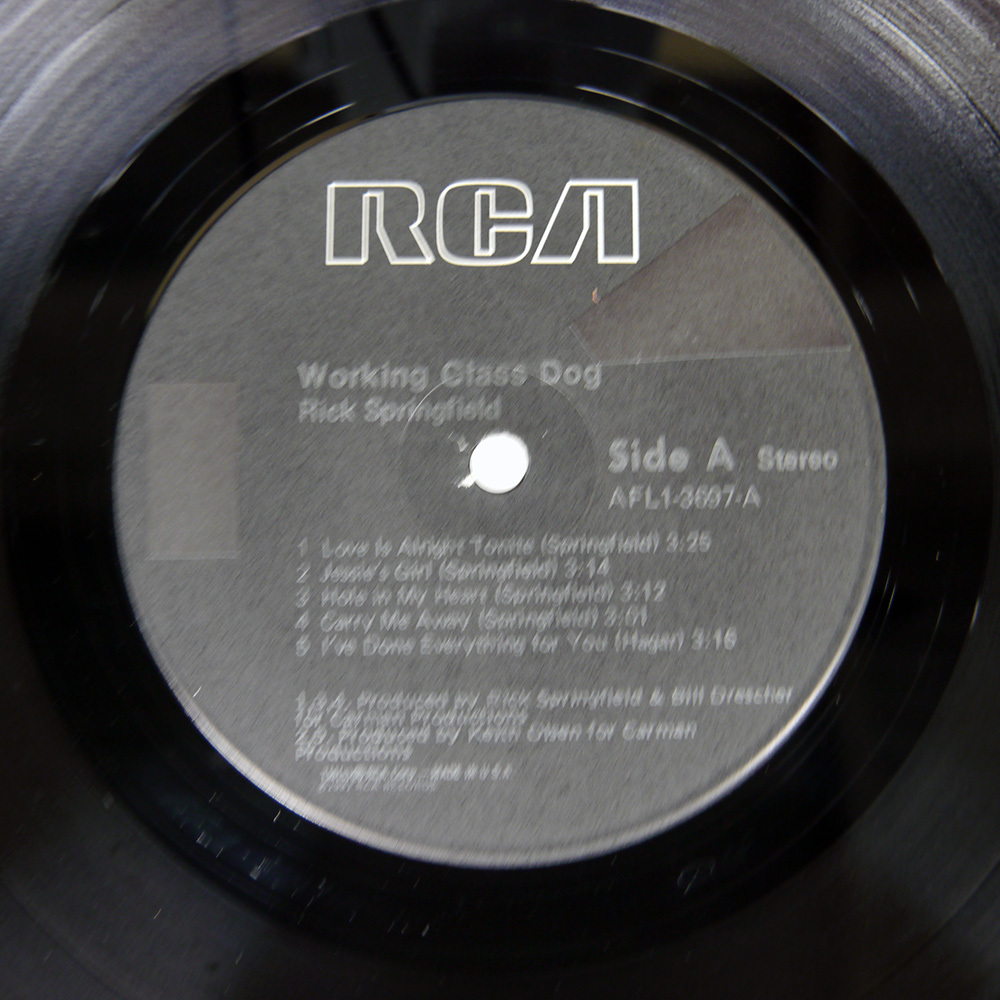 RCA
Working Class Dog
Rick Springfield
Side A Stereo
AFL1-3697-A
1 Love Is Alright Tonite (Springfield) 3:25
2 Jessie's Girl (Springfield) 3:14
3 Hole in My Heart (Springfield) 3:12
4 Carry Me Away (Springfield) 3:01
5 I've Done Everything for You (Hagar) 3:16
Produced by Rick Springfield & Bill Drescher
for Carman Productions
Produced by Keith Olsen for Carman
Productions